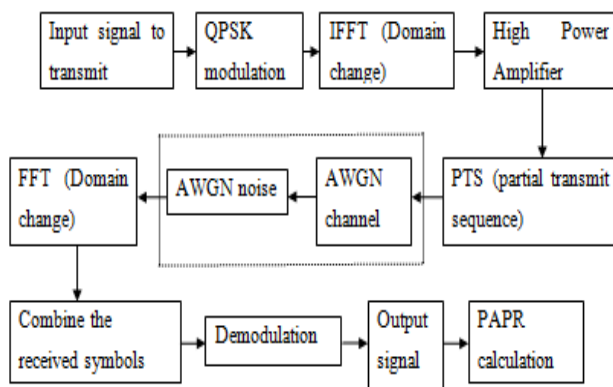 Input signal to
transmit
QPSK
modulation
IFFT (Domain
change)
High Power
Amplifier
FFT (Domain
change)
AWGN noise
AWGN
channel
PTS (partial transmit
sequence)
Combine the
received symbols
Demodulation
Output
signal
PAPR
calculation